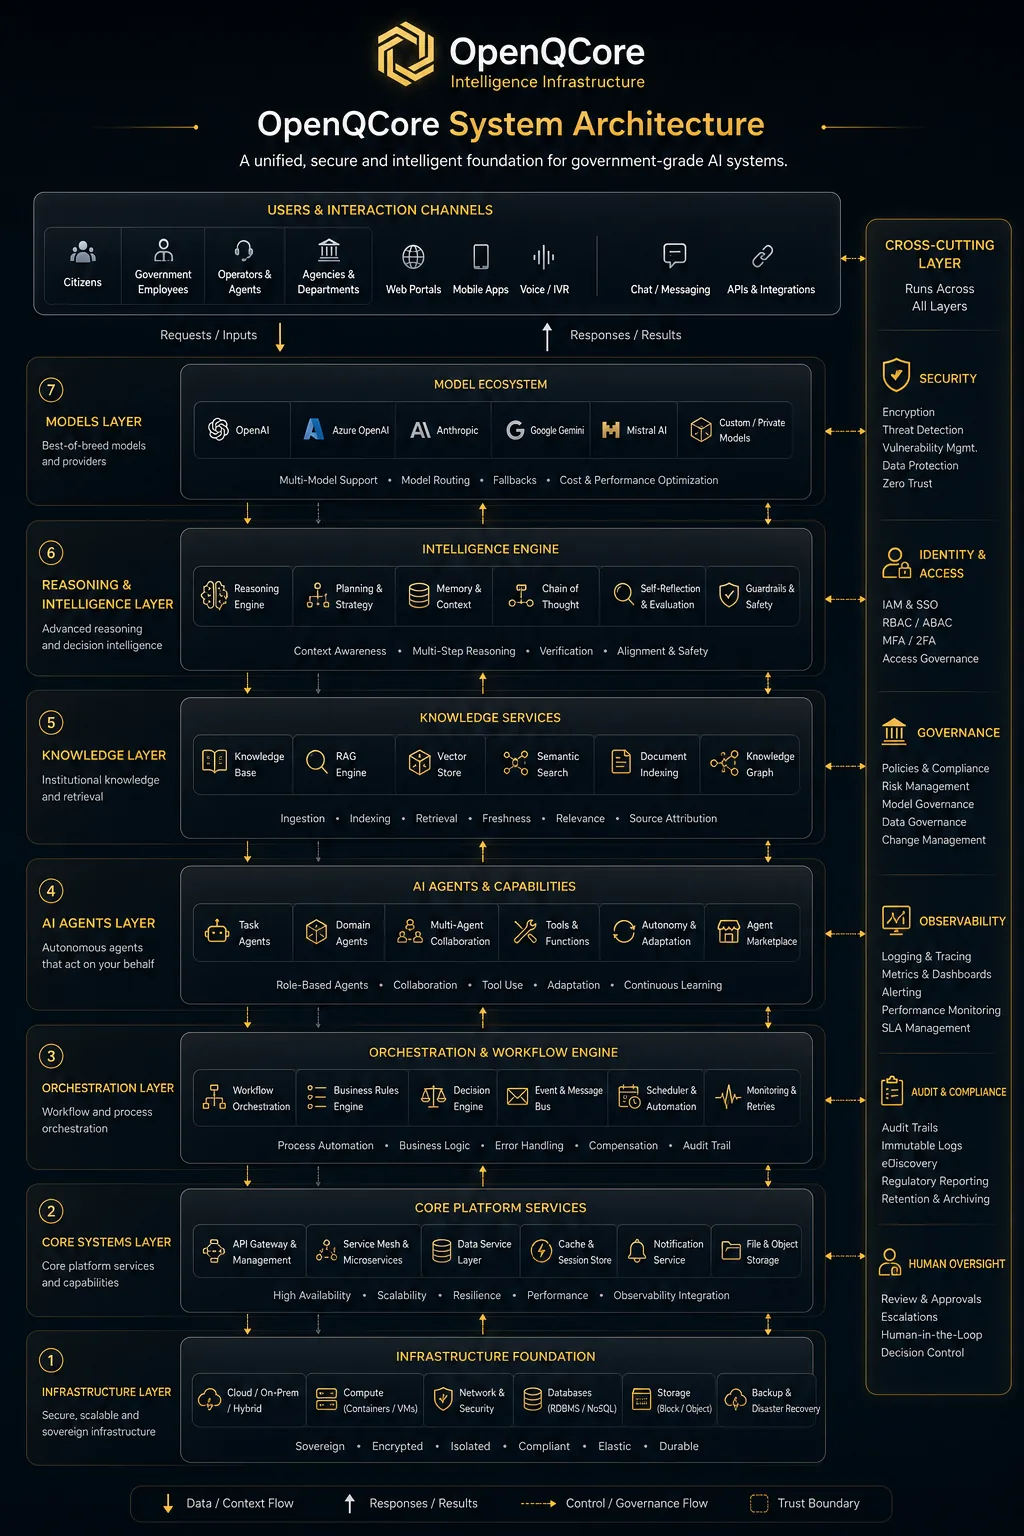 OpenQCore
Intelligence Infrastructure
OpenQCore System Architecture
A unified, secure and intelligent foundation for government-grade AI systems.
USERS & INTERACTION CHANNELS
Citizens
Government
Employees
Operators &
Agents
Agencies &
Departments
Web Portals
Mobile Apps
Voice / IVR
Chat / Messaging
APIs & Integrations
Requests / Inputs
Responses / Results
7
MODELS LAYER
Best-of-breed models
and providers
MODEL ECOSYSTEM
OpenAI
Azure OpenAI
Anthropic
Google Gemini
Mistral AI
Custom / Private
Models
Multi-Model Support • Model Routing • Fallbacks • Cost & Performance Optimization
6
REASONING &
INTELLIGENCE LAYER
Advanced reasoning
and decision intelligence
INTELLIGENCE ENGINE
Reasoning
Engine
Planning &
Strategy
Memory &
Context
Chain of
Thought
Self-Reflection
& Evaluation
Guardrails &
Safety
Context Awareness • Multi-Step Reasoning • Verification • Alignment & Safety
5
KNOWLEDGE LAYER
Institutional knowledge
and retrieval
KNOWLEDGE SERVICES
Knowledge
Base
RAG
Engine
Vector
Store
Semantic
Search
Document
Indexing
Knowledge
Graph
Ingestion • Indexing • Retrieval • Freshness • Relevance • Source Attribution
4
AI AGENTS LAYER
Autonomous agents
that act on your behalf
AI AGENTS & CAPABILITIES
Task
Agents
Domain
Agents
Multi-Agent
Collaboration
Tools &
Functions
Autonomy &
Adaptation
Agent
Marketplace
Role-Based Agents • Collaboration • Tool Use • Adaptation • Continuous Learning
3
ORCHESTRATION LAYER
Workflow and process
orchestration
ORCHESTRATION & WORKFLOW ENGINE
Workflow
Orchestration
Business Rules
Engine
Decision
Engine
Event & Message
Bus
Scheduler &
Automation
Monitoring &
Retries
Process Automation • Business Logic • Error Handling • Compensation • Audit Trail
2
CORE SYSTEMS LAYER
Core platform services
and capabilities
CORE PLATFORM SERVICES
API Gateway &
Management
Service Mesh &
Microservices
Data Service
Layer
Cache &
Session Store
Notification
Service
File & Object
Storage
High Availability • Scalability • Resilience • Performance • Observability Integration
1
INFRASTRUCTURE LAYER
Secure, scalable and
sovereign infrastructure
INFRASTRUCTURE FOUNDATION
Cloud / On-Prem
/ Hybrid
Compute
(Containers / VMs)
Network &
Security
Databases
(RDBMS / NoSQL)
Storage
(Block / Object)
Backup &
Disaster Recovery
Sovereign • Encrypted • Isolated • Compliant • Elastic • Durable
CROSS-CUTTING
LAYER
Runs Across
All Layers
SECURITY
Encryption
Threat Detection
Vulnerability Mgmt.
Data Protection
Zero Trust
IDENTITY &
ACCESS
IAM & SSO
RBAC / ABAC
MFA / 2FA
Access Governance
GOVERNANCE
Policies & Compliance
Risk Management
Model Governance
Data Governance
Change Management
OBSERVABILITY
Logging & Tracing
Metrics & Dashboards
Alerting
Performance Monitoring
SLA Management
AUDIT & COMPLIANCE
Audit Trails
Immutable Logs
eDiscovery
Regulatory Reporting
Retention & Archiving
HUMAN OVERSIGHT
Review & Approvals
Escalations
Human-in-the-Loop
Decision Control
Data / Context Flow
Responses / Results
Control / Governance Flow
Trust Boundary